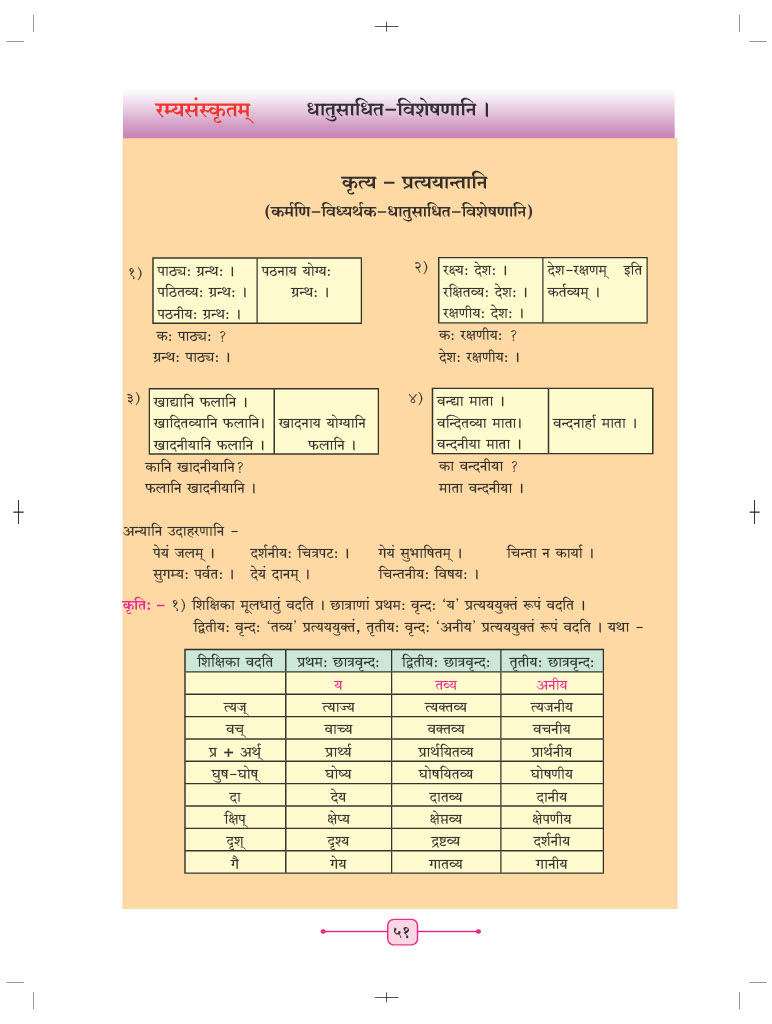 रम्यसंस्कृतम् धातुसाधित-विशेषणानि ।
कृत्य - प्रत्ययान्तानि
(कर्मणि-विध्यर्थक-धातुसाधित-विशेषणानि)
१)
पाठ्यः ग्रन्थः । पठनाय योग्यः
पठितव्यः ग्रन्थः । ग्रन्थः ।
पठनीयः ग्रन्थः ।
कः पाठ्यः ?
ग्रन्थः पाठ्यः ।
२)
रक्ष्यः देशः । देश-रक्षणम् इति
रक्षितव्यः देशः । कर्तव्यम् ।
रक्षणीयः देशः ।
कः रक्षणीयः ?
देशः रक्षणीयः ।
३)
खाद्यानि फलानि ।
खादितव्यानि फलानि। खादनाय योग्यानि
खादनीयानि फलानि । फलानि ।
कानि खादनीयानि?
फलानि खादनीयानि ।
४)
वन्द्या माता ।
वन्दितव्या माता। वन्दनार्हा माता ।
वन्दनीया माता ।
का वन्दनीया ?
माता वन्दनीया ।
अन्यानि उदाहरणानि -
पेयं जलम् । दर्शनीयः चित्रपटः । गेयं सुभाषितम् । चिन्ता न कार्या ।
सुगम्यः पर्वतः । देयं दानम् । चिन्तनीयः विषयः ।
कृतिः - १) शिक्षिका मूलधातुं वदति । छात्राणां प्रथमः वृन्दः ‘य’ प्रत्यययुक्तं रूपं वदति ।
द्वितीयः वृन्दः ‘तव्य’ प्रत्यययुक्तं, तृतीयः वृन्दः ‘अनीय’ प्रत्यययुक्तं रूपं वदति । यथा -
शिक्षिका वदति प्रथमः छात्रवृन्दः द्वितीयः छात्रवृन्दः तृतीयः छात्रवृन्दः
य तव्य अनीय
त्यज् त्याज्य त्यक्तव्य त्यजनीय
वच् वाच्य वक्तव्य वचनीय
प्र + अर्थ् प्रार्थ्य प्रार्थयितव्य प्रार्थनीय
घुष-घोष् घोष्य घोषयितव्य घोषणीय
दा देय दातव्य दानीय
क्षिप् क्षेप्य क्षेप्तव्य क्षेपणीय
दृश् दृश्य द्रष्टव्य दर्शनीय
गै गेय गातव्य गानीय
५१